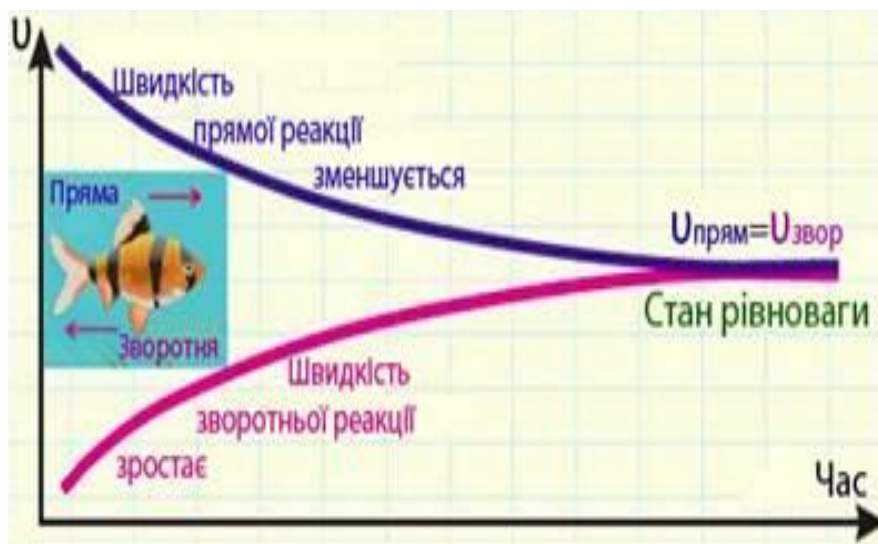 υ
Швидкість
прямої реакції
зменшується
Пряма
Зворотня
υпрям=υзвор
Стан рівноваги
Швидкість
зворотньої реакції
зростає
Час